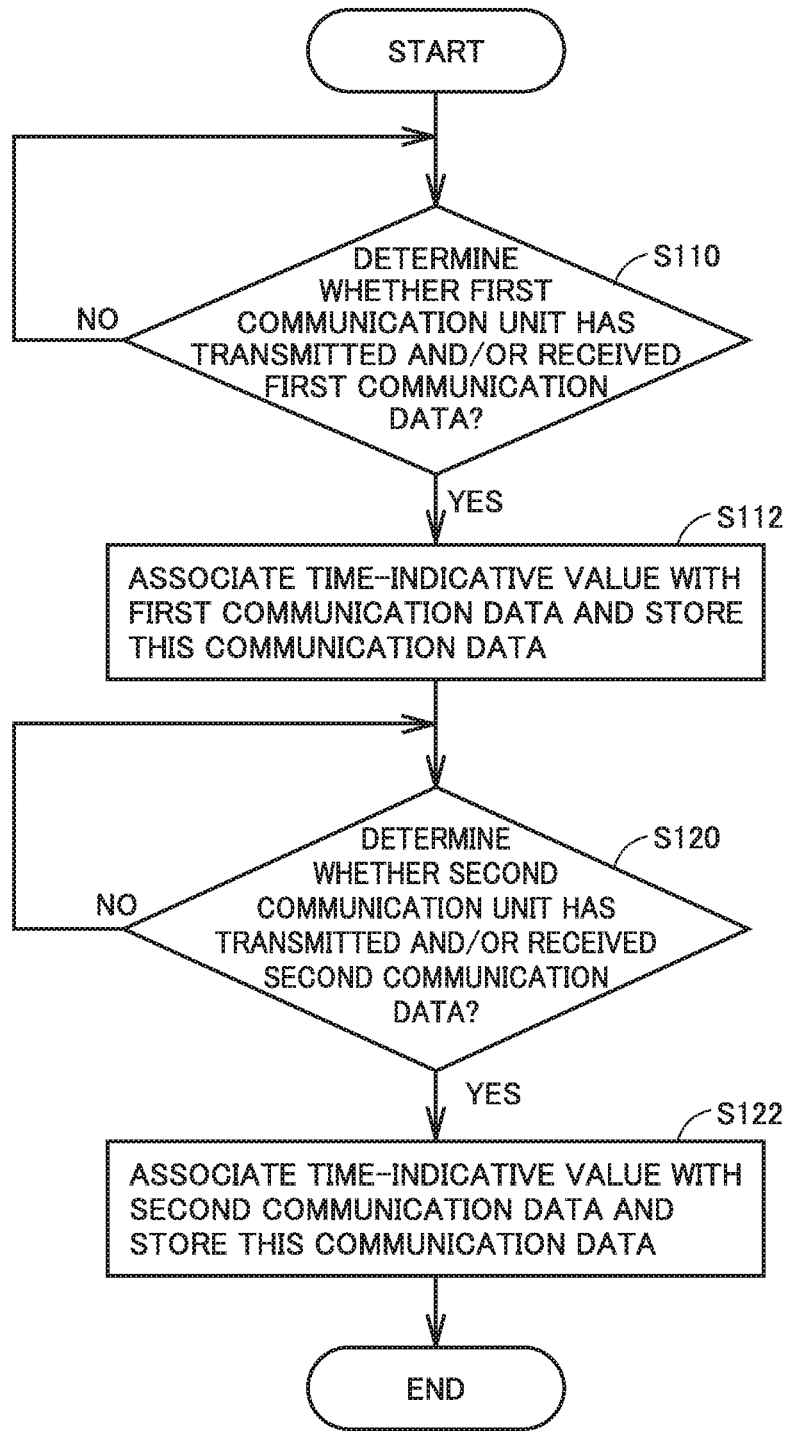 START
DETERMINE
WHETHER FIRST
COMMUNICATION UNIT HAS
TRANSMITTED AND/OR RECEIVED
FIRST COMMUNICATION
DATA?
S110
NO
YES
S112
ASSOCIATE TIME-INDICATIVE VALUE WITH
FIRST COMMUNICATION DATA AND STORE
THIS COMMUNICATION DATA
DETERMINE
WHETHER SECOND
COMMUNICATION UNIT HAS
TRANSMITTED AND/OR RECEIVED
SECOND COMMUNICATION
DATA?
S120
NO
YES
S122
ASSOCIATE TIME-INDICATIVE VALUE WITH
SECOND COMMUNICATION DATA AND
STORE THIS COMMUNICATION DATA
END